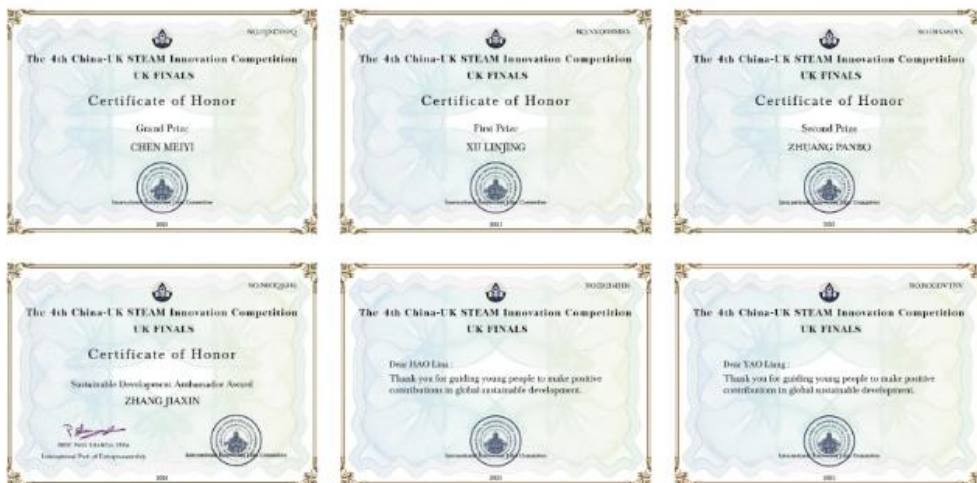 The 4th China-UK STEAM Innovation Competition
UK FINALS
Certificate of Honor
Grand Prize
CHEN MEIYI
2021
The 4th China-UK STEAM Innovation Competition
UK FINALS
Certificate of Honor
First Prize
XU LINJING
2021
The 4th China-UK STEAM Innovation Competition
UK FINALS
Certificate of Honor
Second Prize
ZHUANG PANBO
2021
The 4th China-UK STEAM Innovation Competition
UK FINALS
Certificate of Honor
Sustainable Development Ambassador Award
ZHANG JIAXIN
International Prof. of Entrepreneurship
2021
The 4th China-UK STEAM Innovation Competition
UK FINALS
Dear HAO Lina :
Thank you for guiding young people to make positive
contributions in global sustainable development.
2021
The 4th China-UK STEAM Innovation Competition
UK FINALS
Dear YAO Liang :
Thank you for guiding young people to make positive
contributions in global sustainable development.
2021